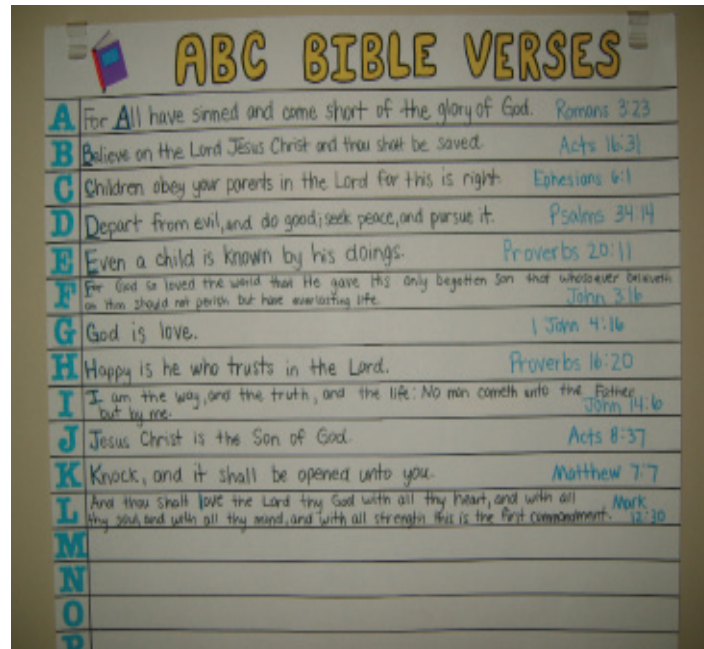 ABC BIBLE VERSES
A For All have sinned and come short of the glory of God. Romans 3:23
B Believe on the Lord Jesus Christ and thou shalt be saved. Acts 16:31
C Children obey your parents in the Lord for this is right. Ephesians 6:1
D Depart from evil, and do good; seek peace, and pursue it. Psalms 34:14
E Even a child is known by his doings. Proverbs 20:11
F For God so loved the world that He gave His only begotten Son that whosoever believeth
on Him should not perish but have everlasting life. John 3:16
G God is love. 1 John 4:16
H Happy is he who trusts in the Lord. Proverbs 16:20
I I am the way, and the truth, and the life: No man cometh unto the Father
but by me. John 14:6
J Jesus Christ is the Son of God. Acts 8:37
K Knock, and it shall be opened unto you. Matthew 7:7
L And thou shalt love the Lord thy God with all thy heart, and with all
thy soul, and with all thy mind, and with all strength this is the first commandment. Mark 12:30
M
N
O
P